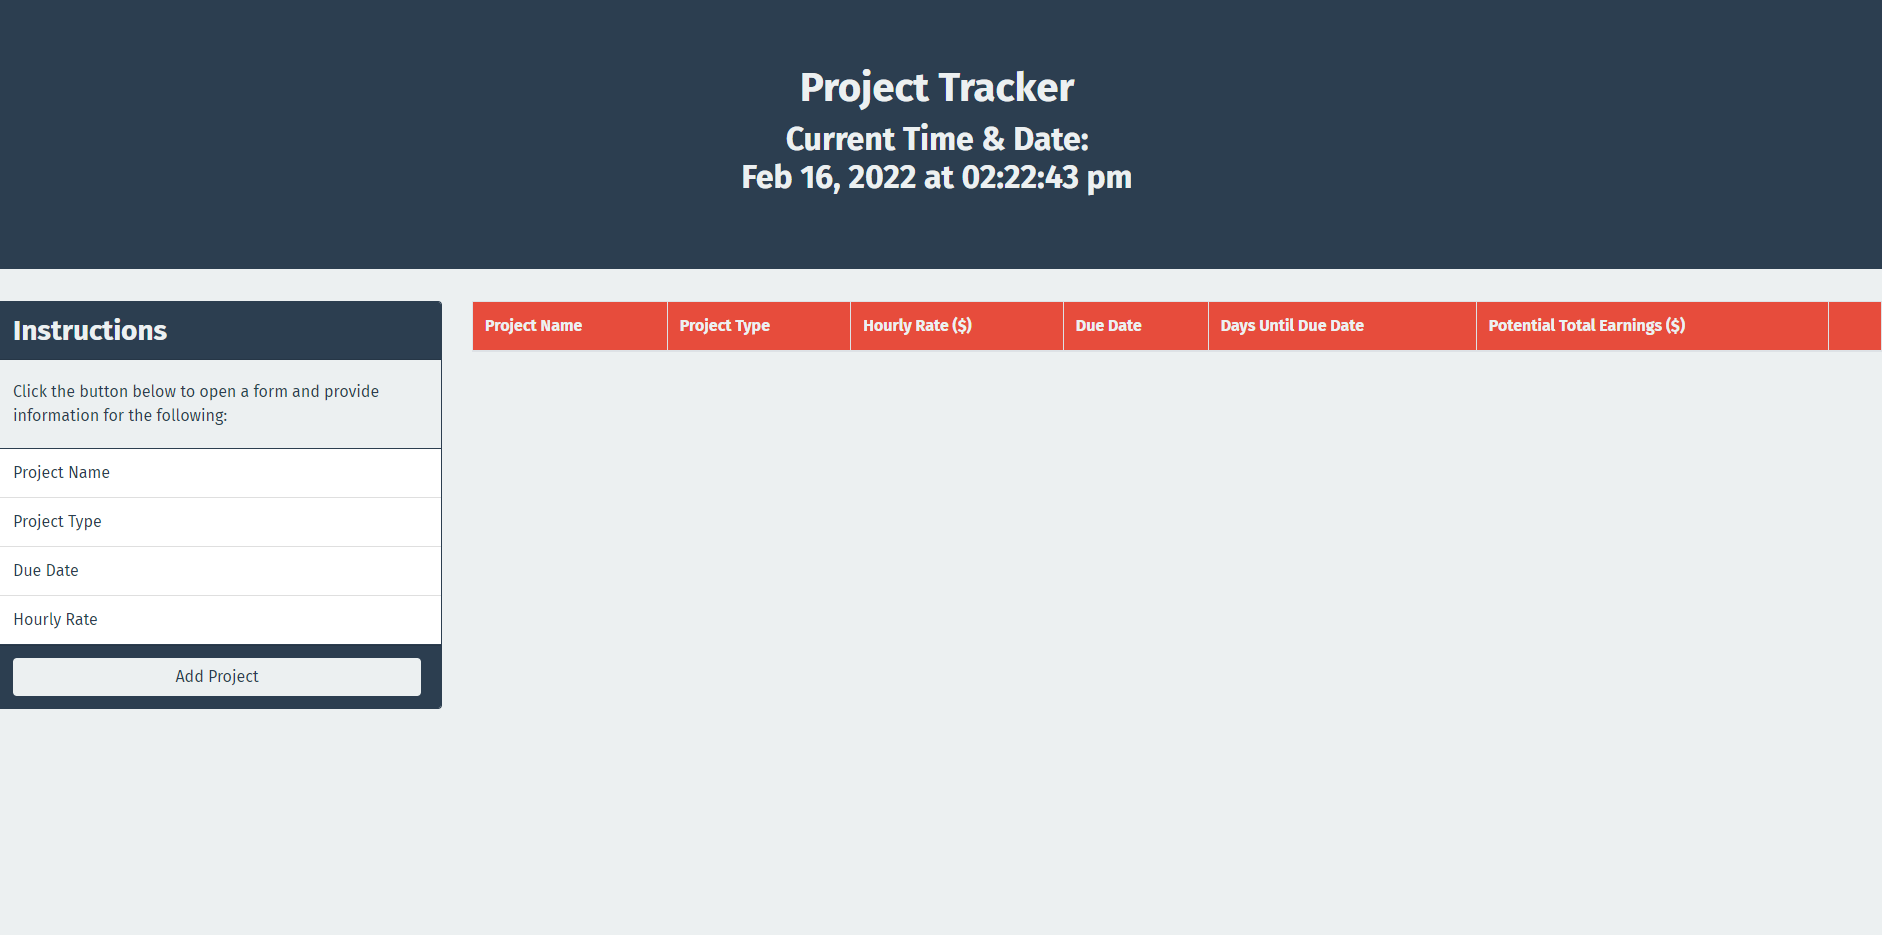 Project Tracker
Current Time & Date:
Feb 16, 2022 at 02:22:43 pm
Instructions
Click the button below to open a form and provide
information for the following:
Project Name
Project Type
Due Date
Hourly Rate
Add Project
Project Name Project Type Hourly Rate ($) Due Date Days Until Due Date Potential Total Earnings ($)